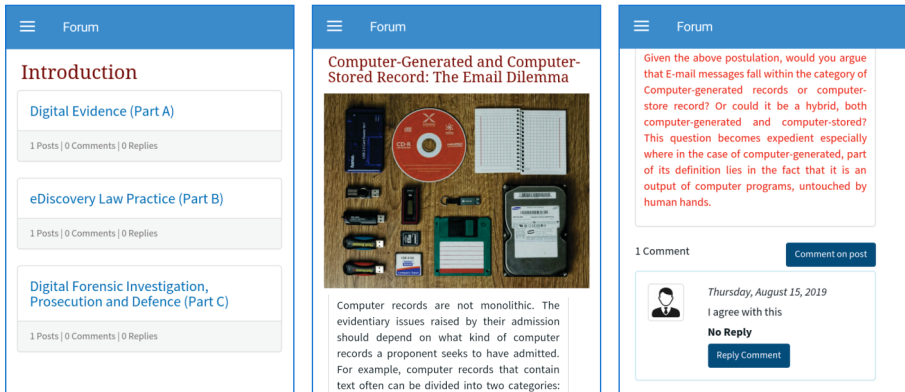 Forum
Introduction
Digital Evidence (Part A)
1 Posts | 0 Comments | 0 Replies
eDiscovery Law Practice (Part B)
1 Posts | 0 Comments | 0 Replies
Digital Forensic Investigation,
Prosecution and Defence (Part C)
1 Posts | 0 Comments | 0 Replies
Forum
Computer-Generated and Computer-
Stored Record: The Email Dilemma
CD-R
Computer records are not monolithic. The
evidentiary issues raised by their admission
should depend on what kind of computer
records a proponent seeks to have admitted.
For example, computer records that contain
text often can be divided into two categories:
Forum
Given the above postulation, would you argue
that E-mail messages fall within the category of
Computer-generated records or computer-
store record? Or could it be a hybrid, both
computer-generated and computer-stored?
This question becomes expedient especially
where in the case of computer-generated, part
of its definition lies in the fact that it is an
output of computer programs, untouched by
human hands.
1 Comment
Comment on post
Thursday, August 15, 2019
I agree with this
No Reply
Reply Comment